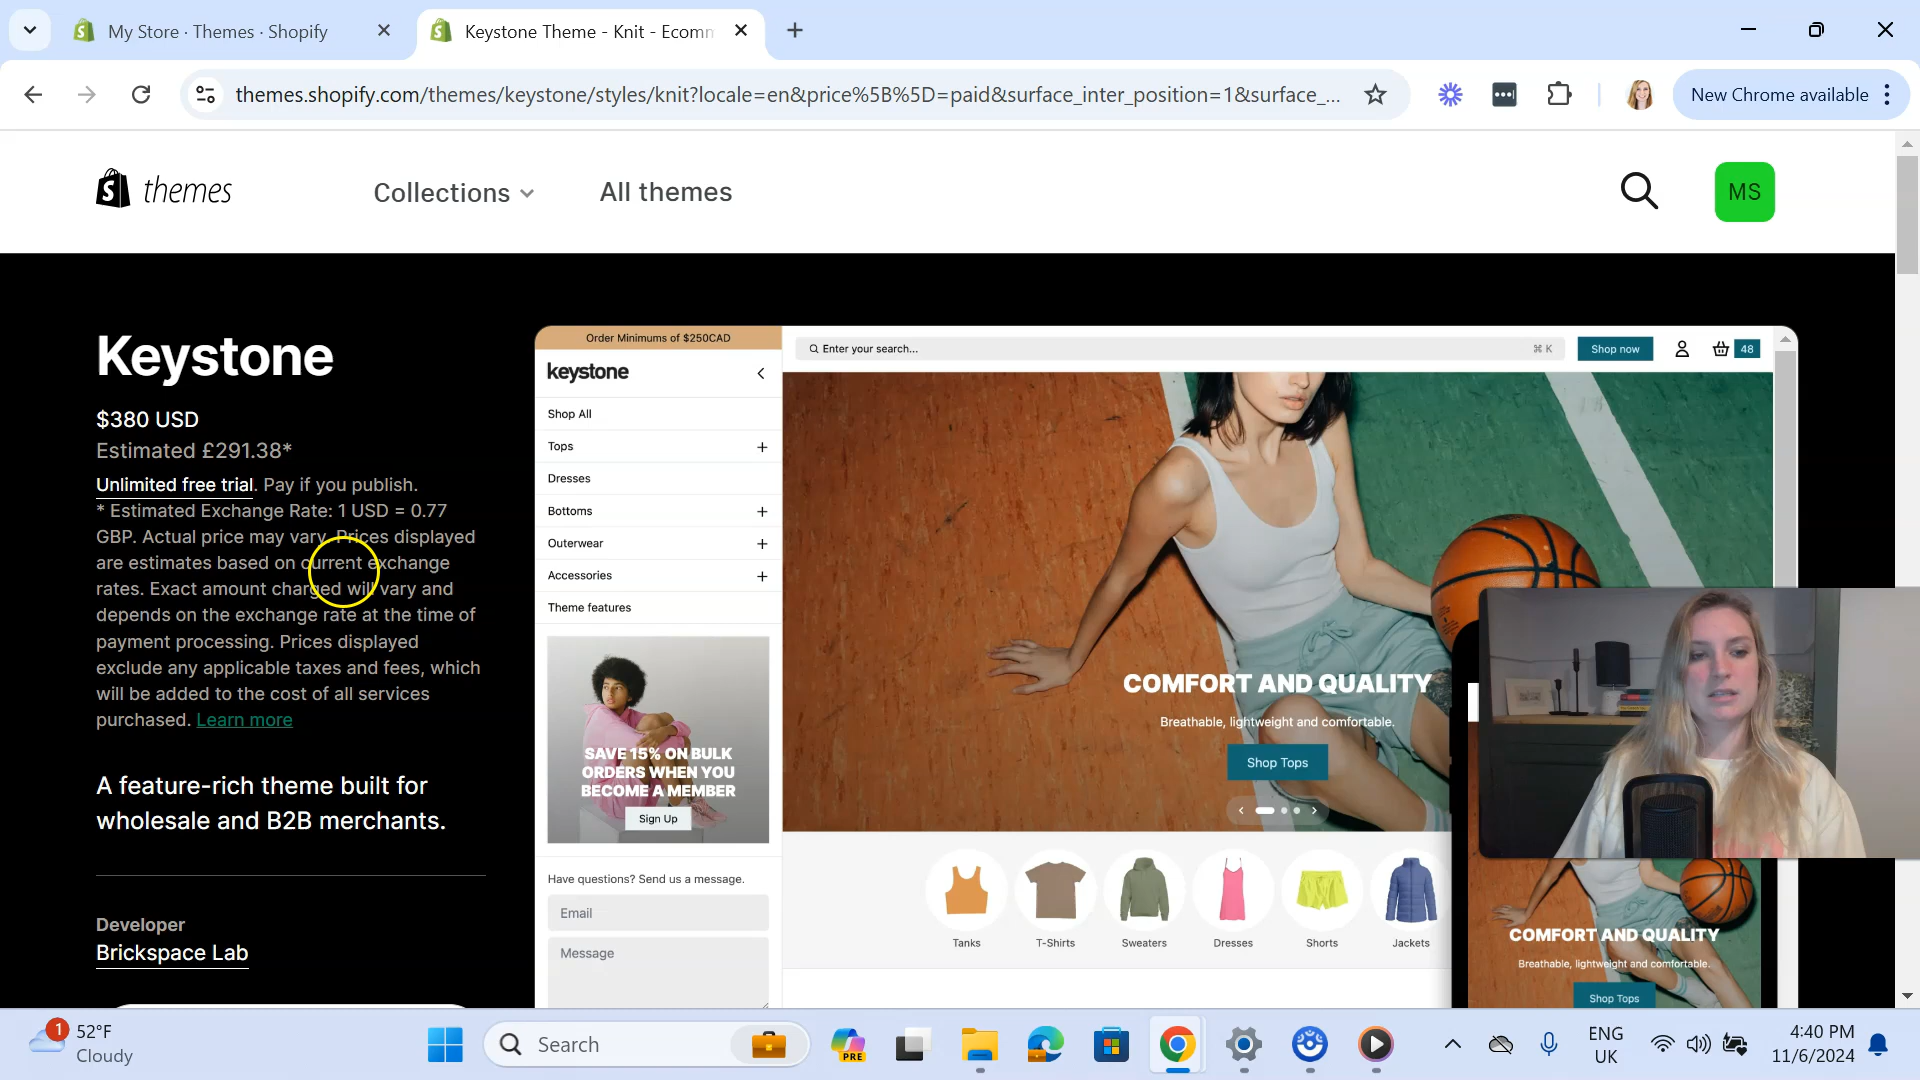 My Store · Themes · Shopify
Keystone Theme - Knit - Ecom
themes.shopify.com/themes/keystone/styles/knit?locale=en&price%5B%5D=paid&surface_inter_position=1&surface_...
New Chrome available
themes
Collections
All themes
MS
Keystone
$380 USD
Estimated £291.38*
Unlimited free trial. Pay if you publish.
* Estimated Exchange Rate: 1 USD = 0.77
GBP. Actual price may vary. Prices displayed
are estimates based on current exchange
rates. Exact amount charged will vary and
depends on the exchange rate at the time of
payment processing. Prices displayed
exclude any applicable taxes and fees, which
will be added to the cost of all services
purchased. Learn more
A feature-rich theme built for
wholesale and B2B merchants.
Developer
Brickspace Lab
Order Minimums of $250CAD
keystone
Shop All
Tops
Dresses
Bottoms
Outerwear
Accessories
Theme features
SAVE 15% ON BULK
ORDERS WHEN YOU
BECOME A MEMBER
Sign Up
Have questions? Send us a message.
Email
Message
Enter your search...
⌘ K
Shop now
48
COMFORT AND QUALITY
Breathable, lightweight and comfortable.
Shop Tops
Tanks
T-Shirts
Sweaters
Dresses
Shorts
Jackets
COMFORT AND QUALITY
Breathable, lightweight and comfortable.
Shop Tops
1
52°F
Cloudy
Search
PRE
ENG
UK
4:40 PM
11/6/2024